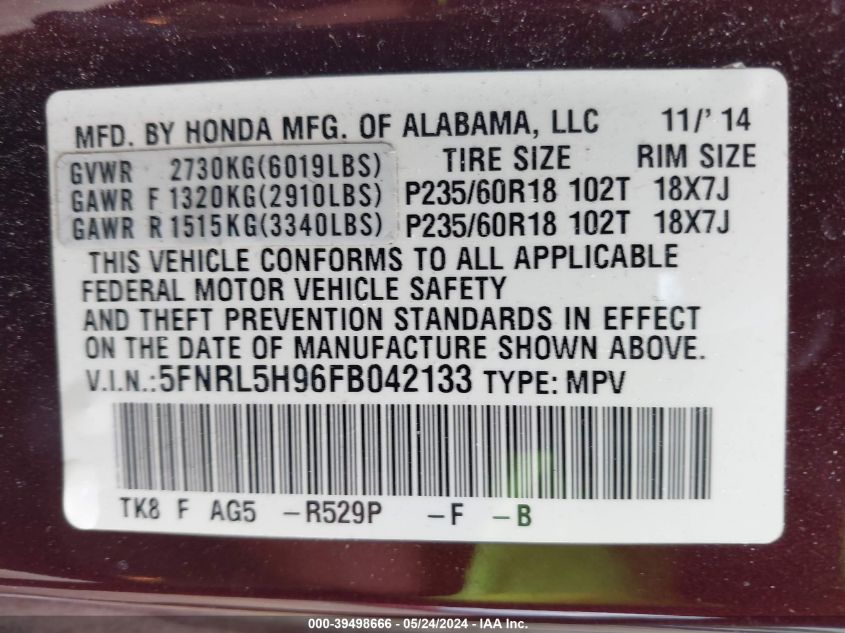 MFD. BY HONDA MFG. OF ALABAMA, LLC 11/' 14
GVWR 2730KG(6019LBS) TIRE SIZE RIM SIZE
GAWR F 1320KG(2910LBS) P235/60R18 102T 18X7J
GAWR R 1515KG(3340LBS) P235/60R18 102T 18X7J
THIS VEHICLE CONFORMS TO ALL APPLICABLE
FEDERAL MOTOR VEHICLE SAFETY
AND THEFT PREVENTION STANDARDS IN EFFECT
ON THE DATE OF MANUFACTURE SHOWN ABOVE.
V.I.N.:5FNRL5H96FB042133 TYPE: MPV
TK8 F AG5 -R529P -F -B
000-39498666 - 05/24/2024 - IAA Inc.